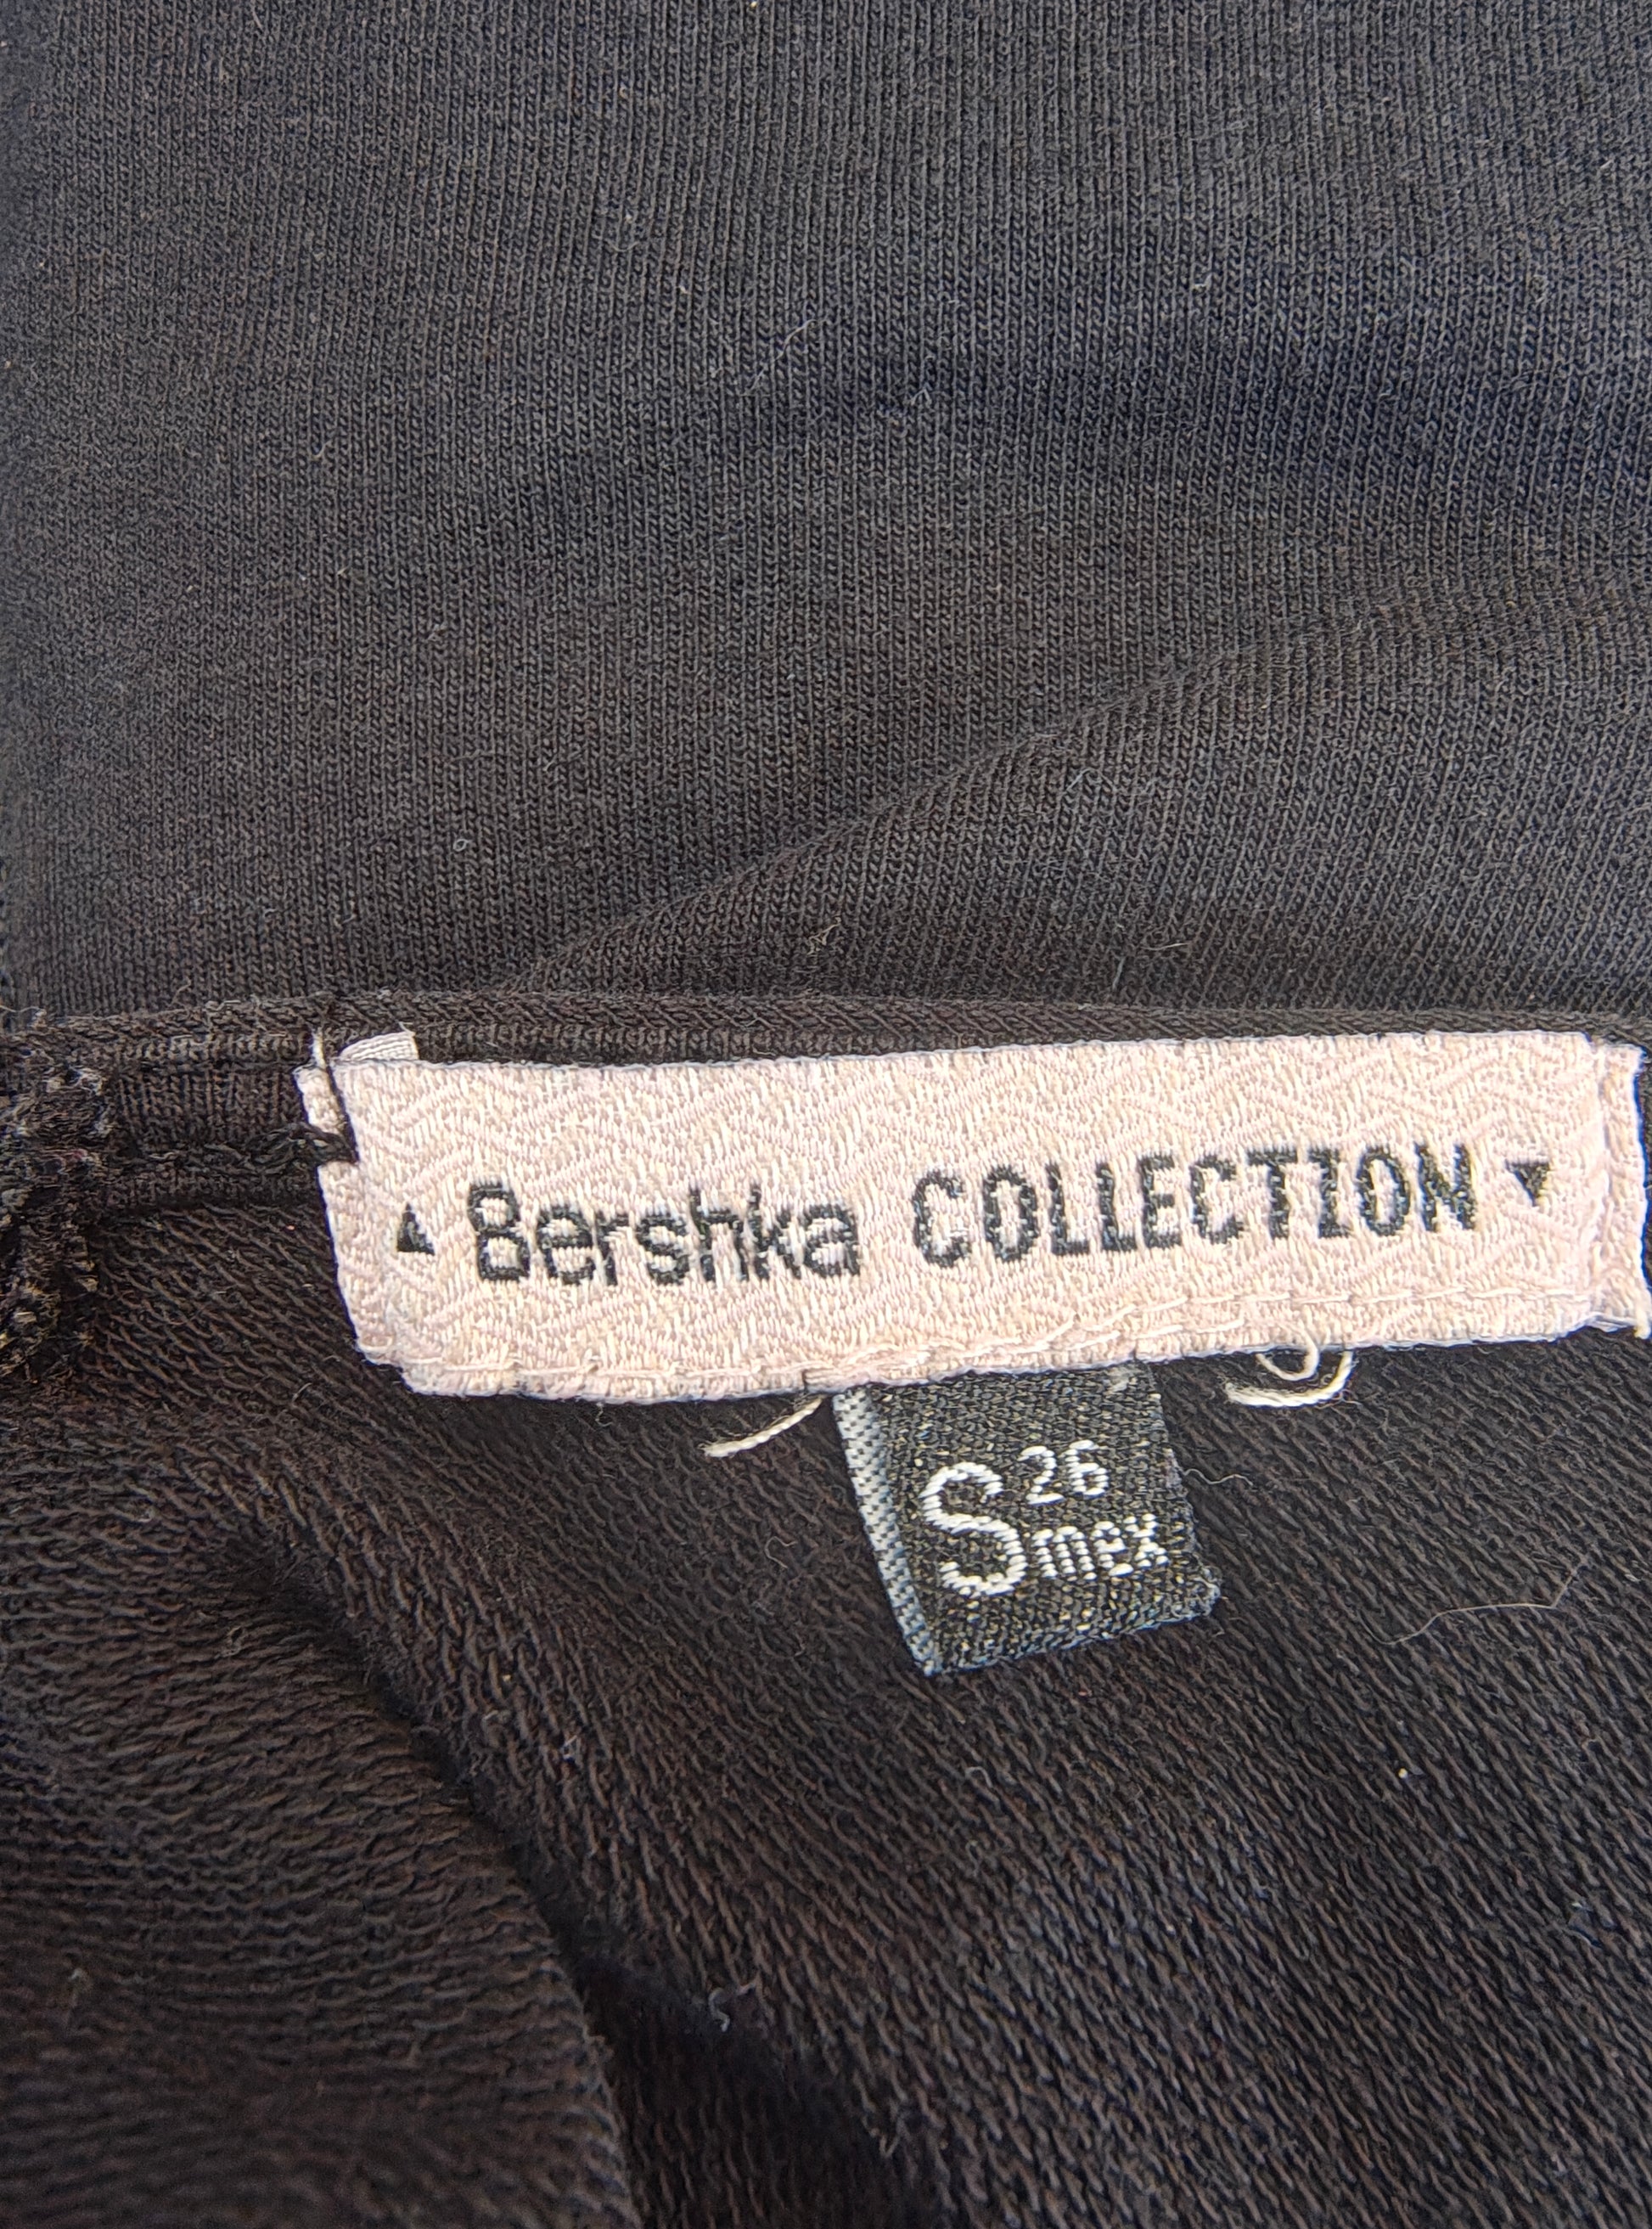 ▲ Bershka COLLECTION ▼
S 26
mex